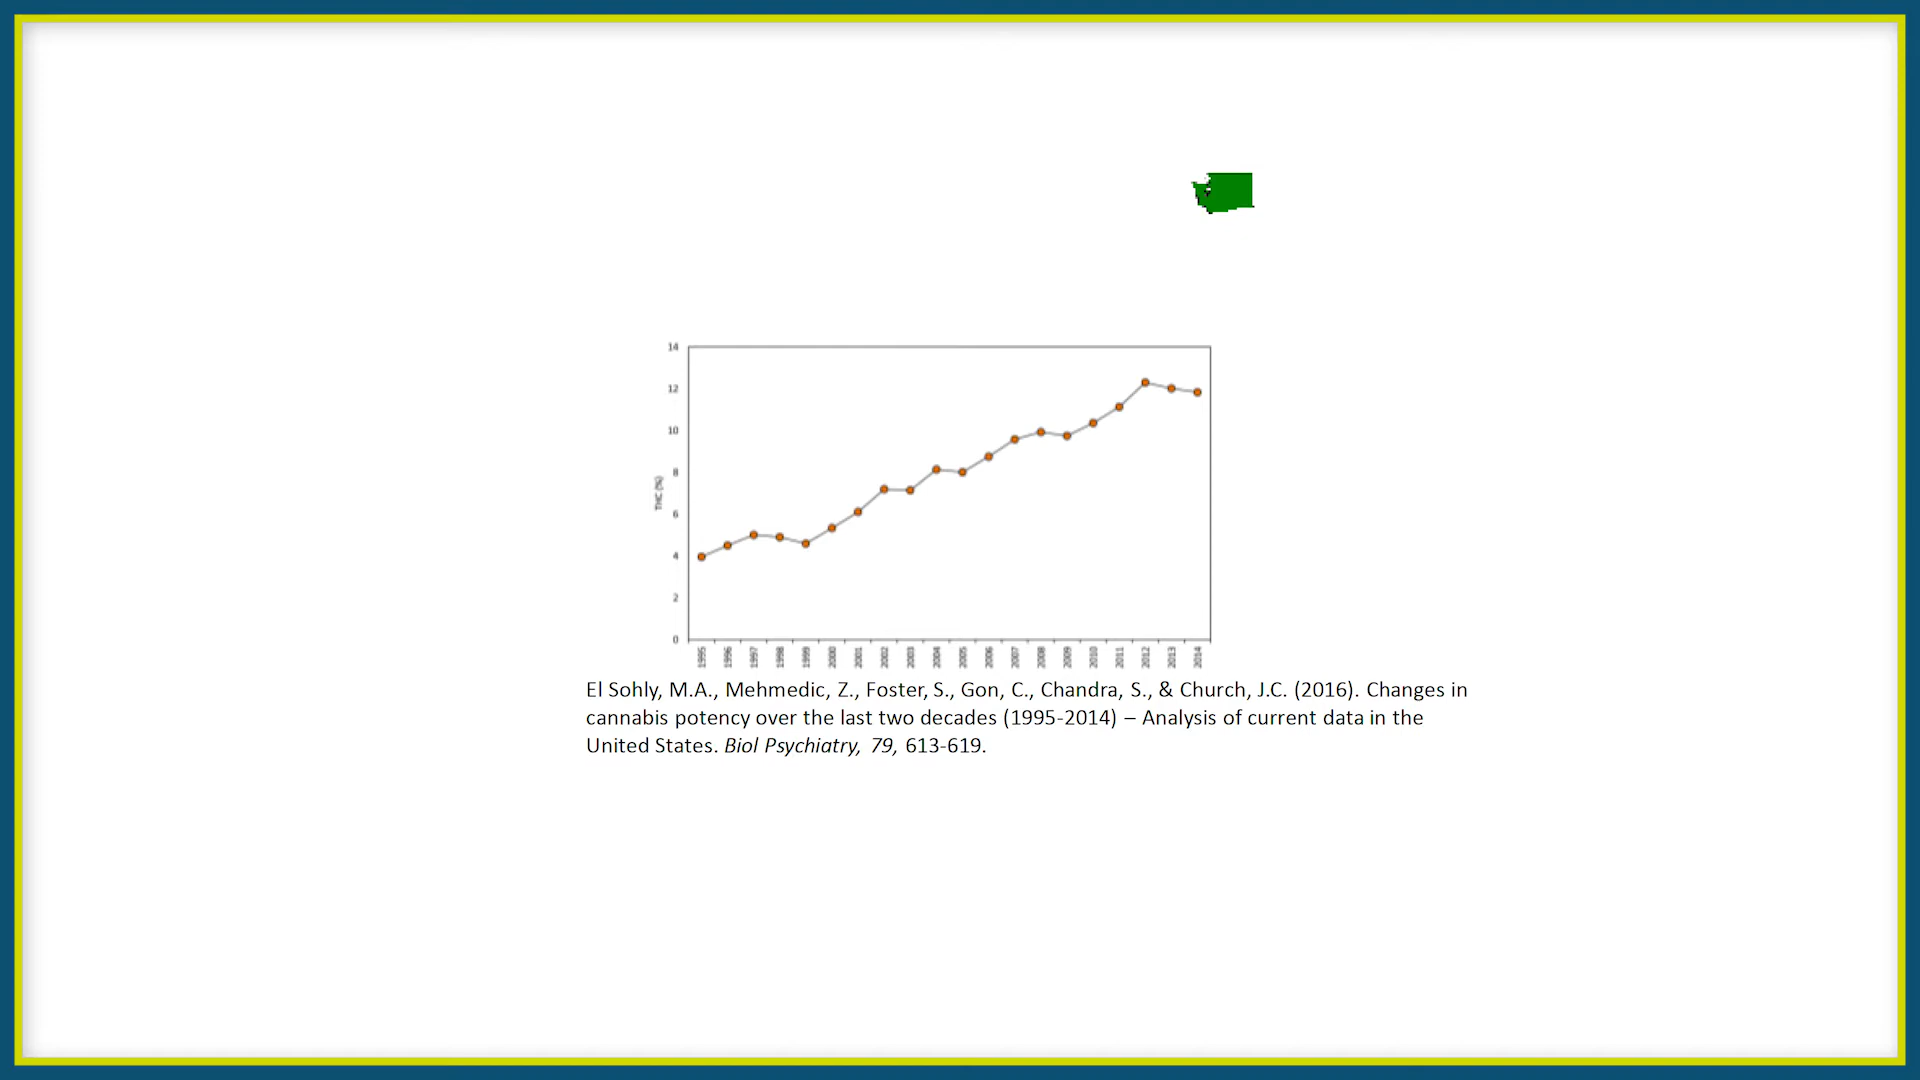 14
12
10
8
6
4
2
0
THC (%)
1995 1996 1997 1998 1999 2000 2001 2002 2003 2004 2005 2006 2007 2008 2009 2010 2011 2012 2013 2014
El Sohly, M.A., Mehmedic, Z., Foster, S., Gon, C., Chandra, S., & Church, J.C. (2016). Changes in
cannabis potency over the last two decades (1995-2014) – Analysis of current data in the
United States. Biol Psychiatry, 79, 613-619.